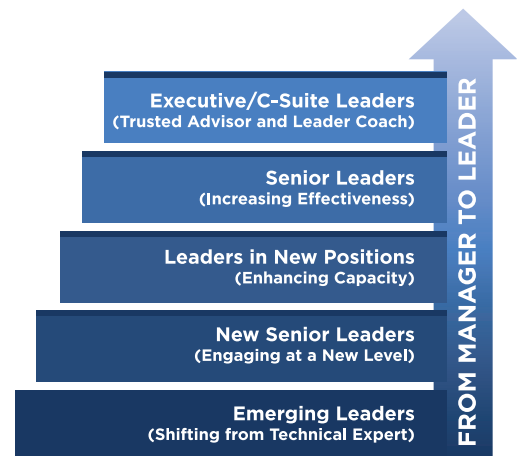 Executive/C-Suite Leaders
(Trusted Advisor and Leader Coach)
Senior Leaders
(Increasing Effectiveness)
Leaders in New Positions
(Enhancing Capacity)
New Senior Leaders
(Engaging at a New Level)
Emerging Leaders
(Shifting from Technical Expert)
FROM MANAGER TO LEADER